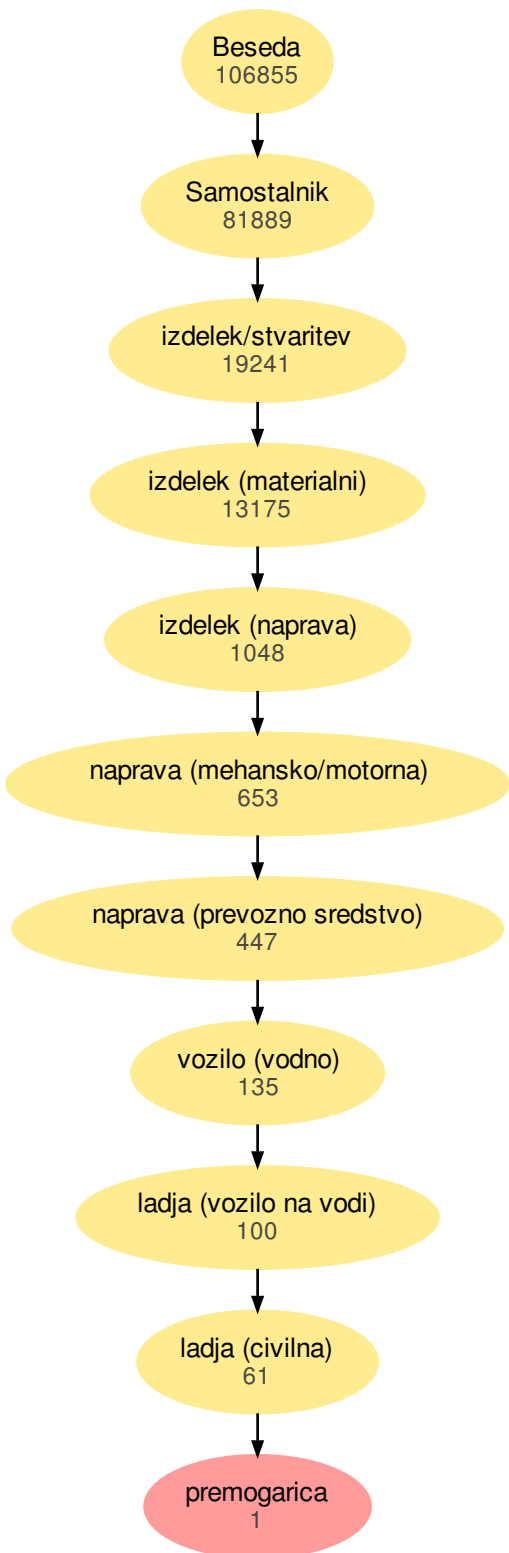 Beseda
106855
Samostalnik
81889
izdelek/stvaritev
19241
izdelek (materialni)
13175
izdelek (naprava)
1048
naprava (mehansko/motorna)
653
naprava (prevozno sredstvo)
447
vozilo (vodno)
135
ladja (vozilo na vodi)
100
ladja (civilna)
61
premogarica
1